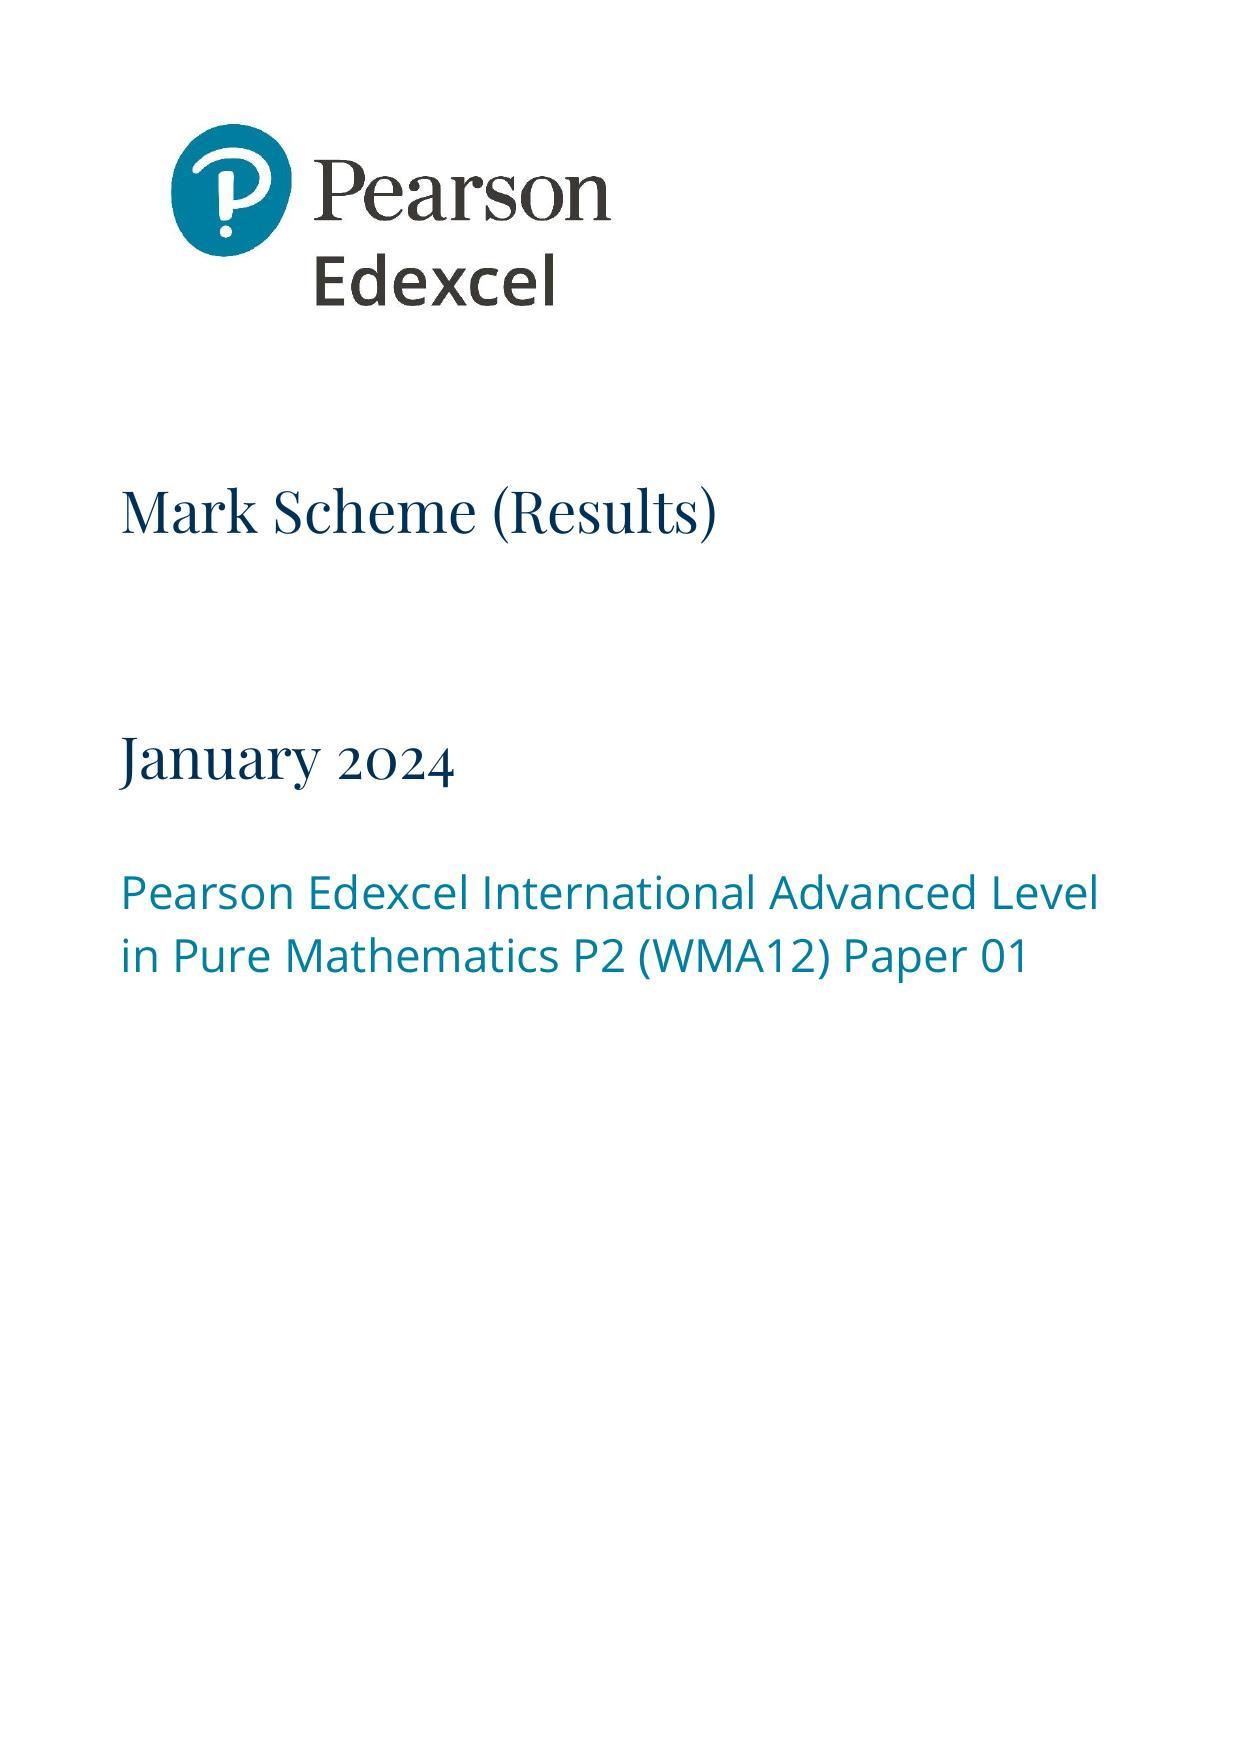 Pearson
Edexcel
Mark Scheme (Results)
January 2024
Pearson Edexcel International Advanced Level
in Pure Mathematics P2 (WMA12) Paper 01